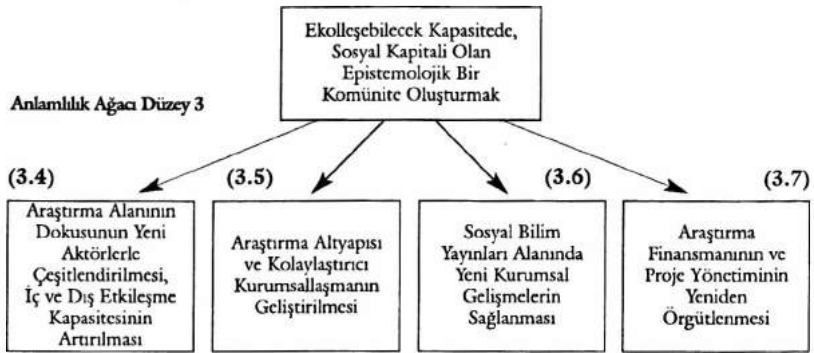 Ekolleşebilecek Kapasitede,
Sosyal Kapitali Olan
Epistemolojik Bir
Komünite Oluşturmak
Anlamlılık Ağacı Düzey 3
(3.4)
Araştırma Alanının
Dokusunun Yeni
Aktörlerle
Çeşitlendirilmesi,
İç ve Dış Etkileşme
Kapasitesinin
Artırılması
(3.5)
Araştırma Altyapısı
ve Kolaylaştırıcı
Kurumsallaşmanın
Geliştirilmesi
(3.6)
Sosyal Bilim
Yayınları Alanında
Yeni Kurumsal
Gelişmelerin
Sağlanması
(3.7)
Araştırma
Finansmanının ve
Proje Yönetiminin
Yeniden
Örgütlenmesi